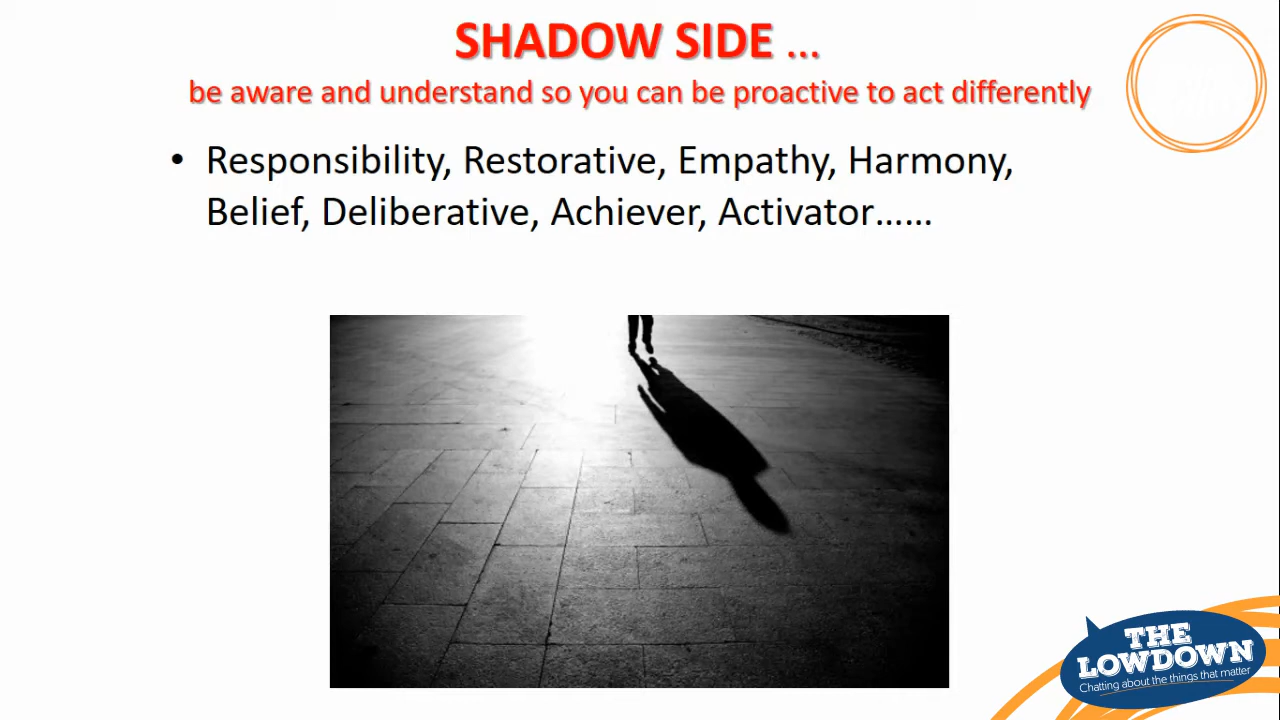 SHADOW SIDE ...
be aware and understand so you can be proactive to act differently
• Responsibility, Restorative, Empathy, Harmony,
Belief, Deliberative, Achiever, Activator......
THE
LOWDOWN
Chatting about the things that matter